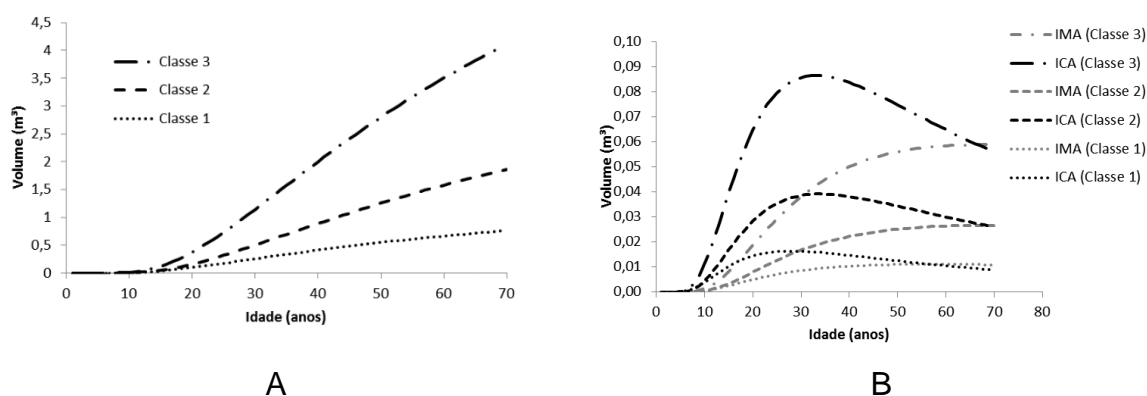 4,5
4
3,5
3
2,5
2
1,5
1
0,5
0
Volume (m³)
Classe 3
Classe 2
Classe 1
0 10 20 30 40 50 60 70
Idade (anos)
A
0,10
0,09
0,08
0,07
0,06
0,05
0,04
0,03
0,02
0,01
0,00
Volume (m³)
IMA (Classe 3)
ICA (Classe 3)
IMA (Classe 2)
ICA (Classe 2)
IMA (Classe 1)
ICA (Classe 1)
0 10 20 30 40 50 60 70 80
Idade (anos)
B